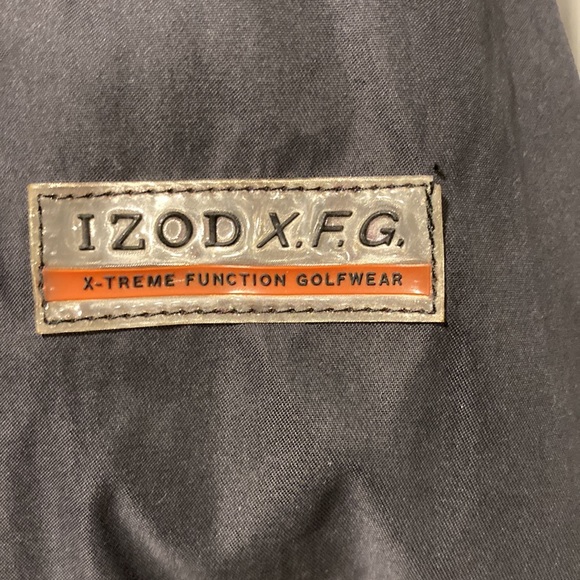 IZOD X.F.G.
X-TREME FUNCTION GOLFWEAR